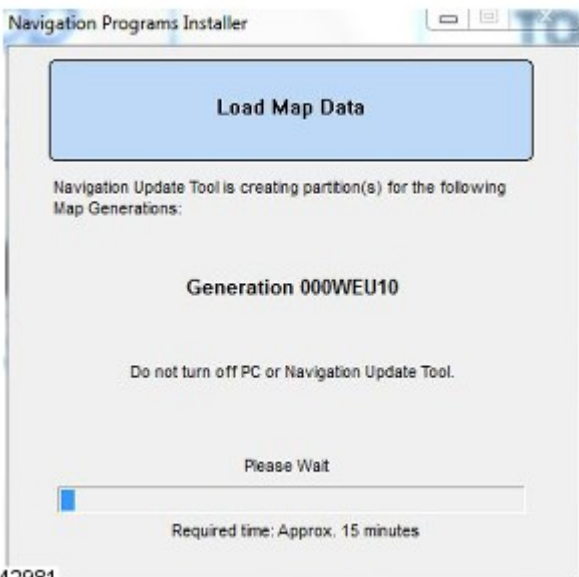 Navigation Programs Installer
TO
Load Map Data
Navigation Update Tool is creating partition(s) for the following
Map Generations:
Generation 000WEU10
Do not turn off PC or Navigation Update Tool.
Please Wait
Required time: Approx. 15 minutes